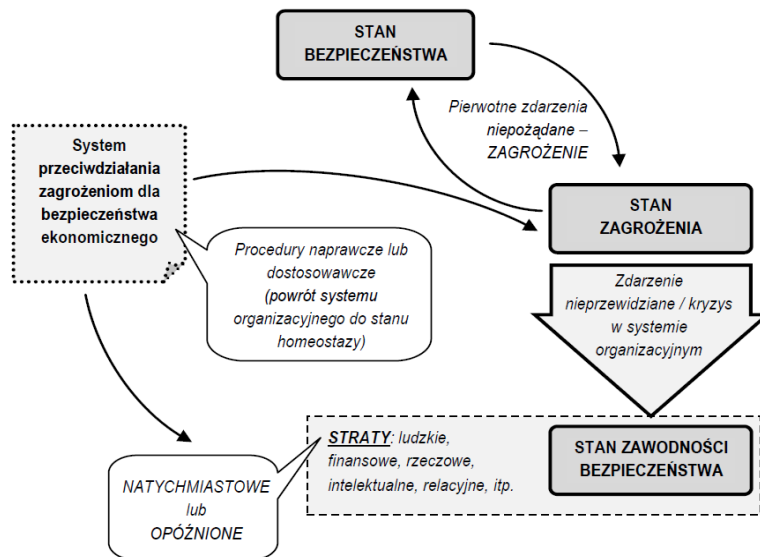 STAN
BEZPIECZEŃSTWA
Pierwotne zdarzenia
niepożądane –
ZAGROŻENIE
System
przeciwdziałania
zagrożeniom dla
bezpieczeństwa
ekonomicznego
STAN
ZAGROŻENIA
Procedury naprawcze lub
dostosowawcze
(powrót systemu
organizacyjnego do stanu
homeostazy)
Zdarzenie
nieprzewidziane / kryzys
w systemie
organizacyjnym
STRATY: ludzkie,
finansowe, rzeczowe,
intelektualne, relacyjne, itp.
STAN ZAWODNOŚCI
BEZPIECZEŃSTWA
NATYCHMIASTOWE
lub
OPÓŹNIONE